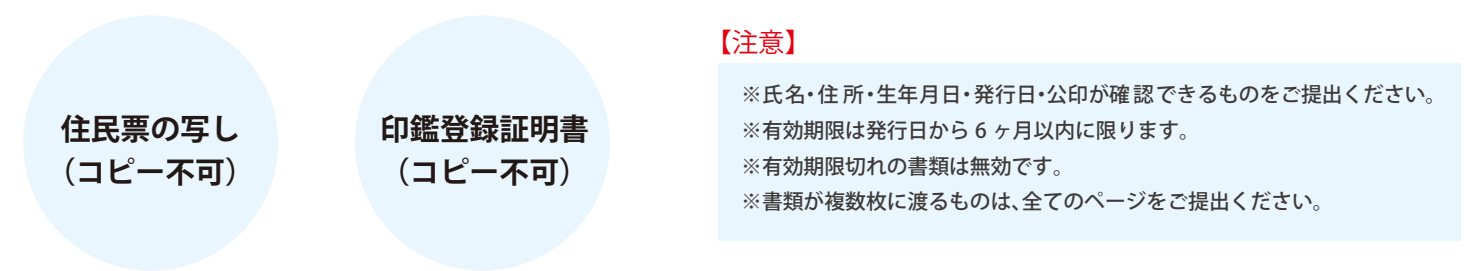 住民票の写し
（コピー不可）
印鑑登録証明書
（コピー不可）
【注意】
※氏名・住所・生年月日・発行日・公印が確認できるものをご提出ください。
※有効期限は発行日から6ヶ月以内に限ります。
※有効期限切れの書類は無効です。
※書類が複数枚に渡るものは、全てのページをご提出ください。